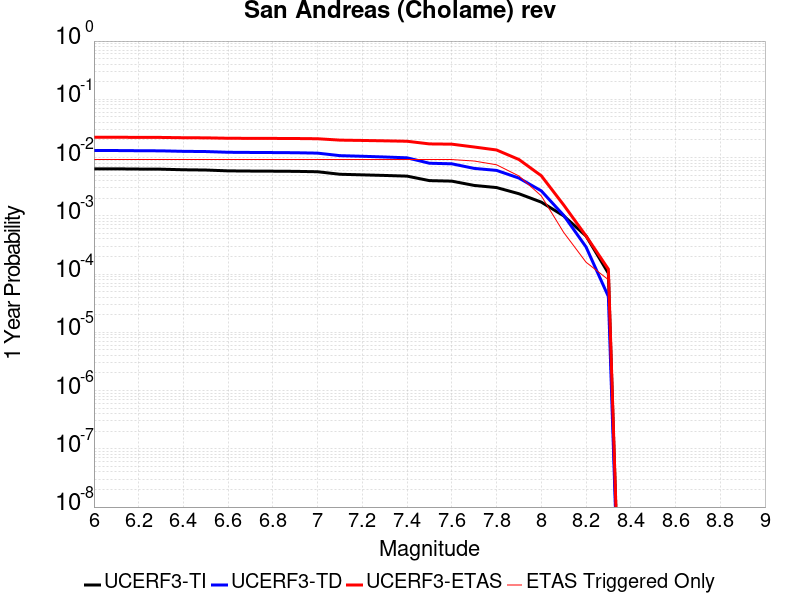 San Andreas (Cholame) rev
10 0
10 -1
10 -2
10 -3
10 -4
10 -5
10 -6
10 -7
10 -8
1 Year Probability
6 6.2 6.4 6.6 6.8 7 7.2 7.4 7.6 7.8 8 8.2 8.4 8.6 8.8 9
Magnitude
UCERF3-TI UCERF3-TD UCERF3-ETAS ETAS Triggered Only